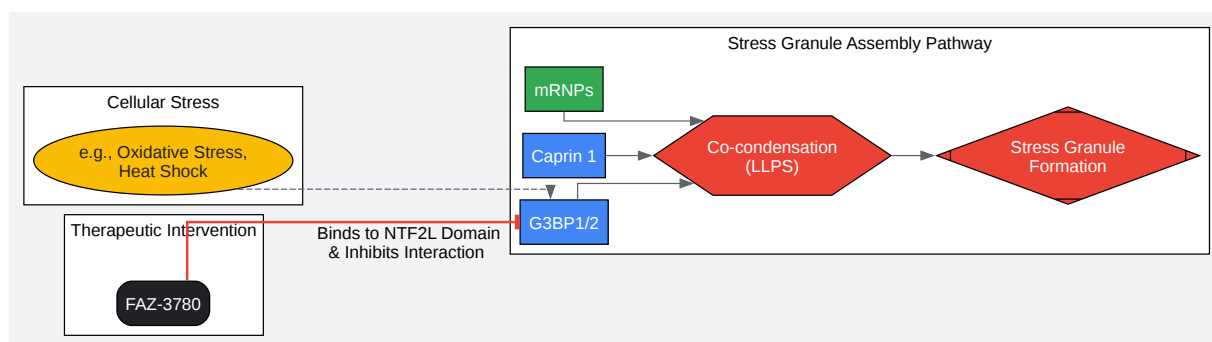 Stress Granule Assembly Pathway
mRNPs
Cellular Stress
e.g., Oxidative Stress,
Heat Shock
Caprin 1
Co-condensation
(LLPS)
Stress Granule
Formation
G3BP1/2
Therapeutic Intervention
Binds to NTF2L Domain
& Inhibits Interaction
FAZ-3780